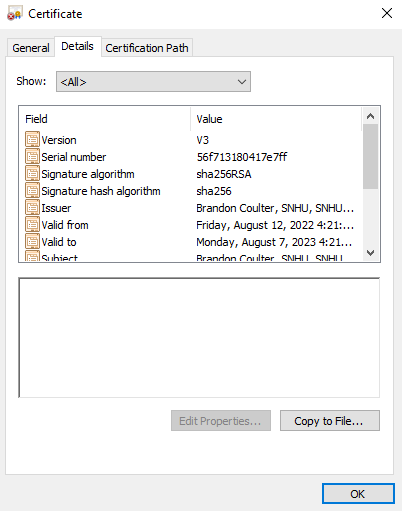 Certificate
General Details Certification Path
Show: <All>
Field Value
Version V3
Serial number 56f713180417e7ff
Signature algorithm sha256RSA
Signature hash algorithm sha256
Issuer Brandon Coulter, SNHU, SNHU...
Valid from Friday, August 12, 2022 4:21:...
Valid to Monday, August 7, 2023 4:21:...
Subject Brandon Coulter, SNHU, SNHU...
Edit Properties... Copy to File...
OK